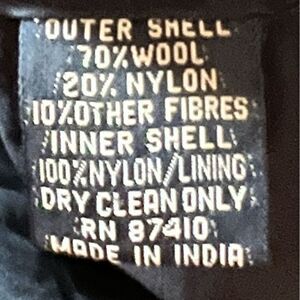 OUTER SHELL
70%WOOL
20% NYLON
10%OTHER FIBRES
INNER SHELL
100%NYLON/LINING
DRY CLEAN ONLY
RN 87410
MADE IN INDIA